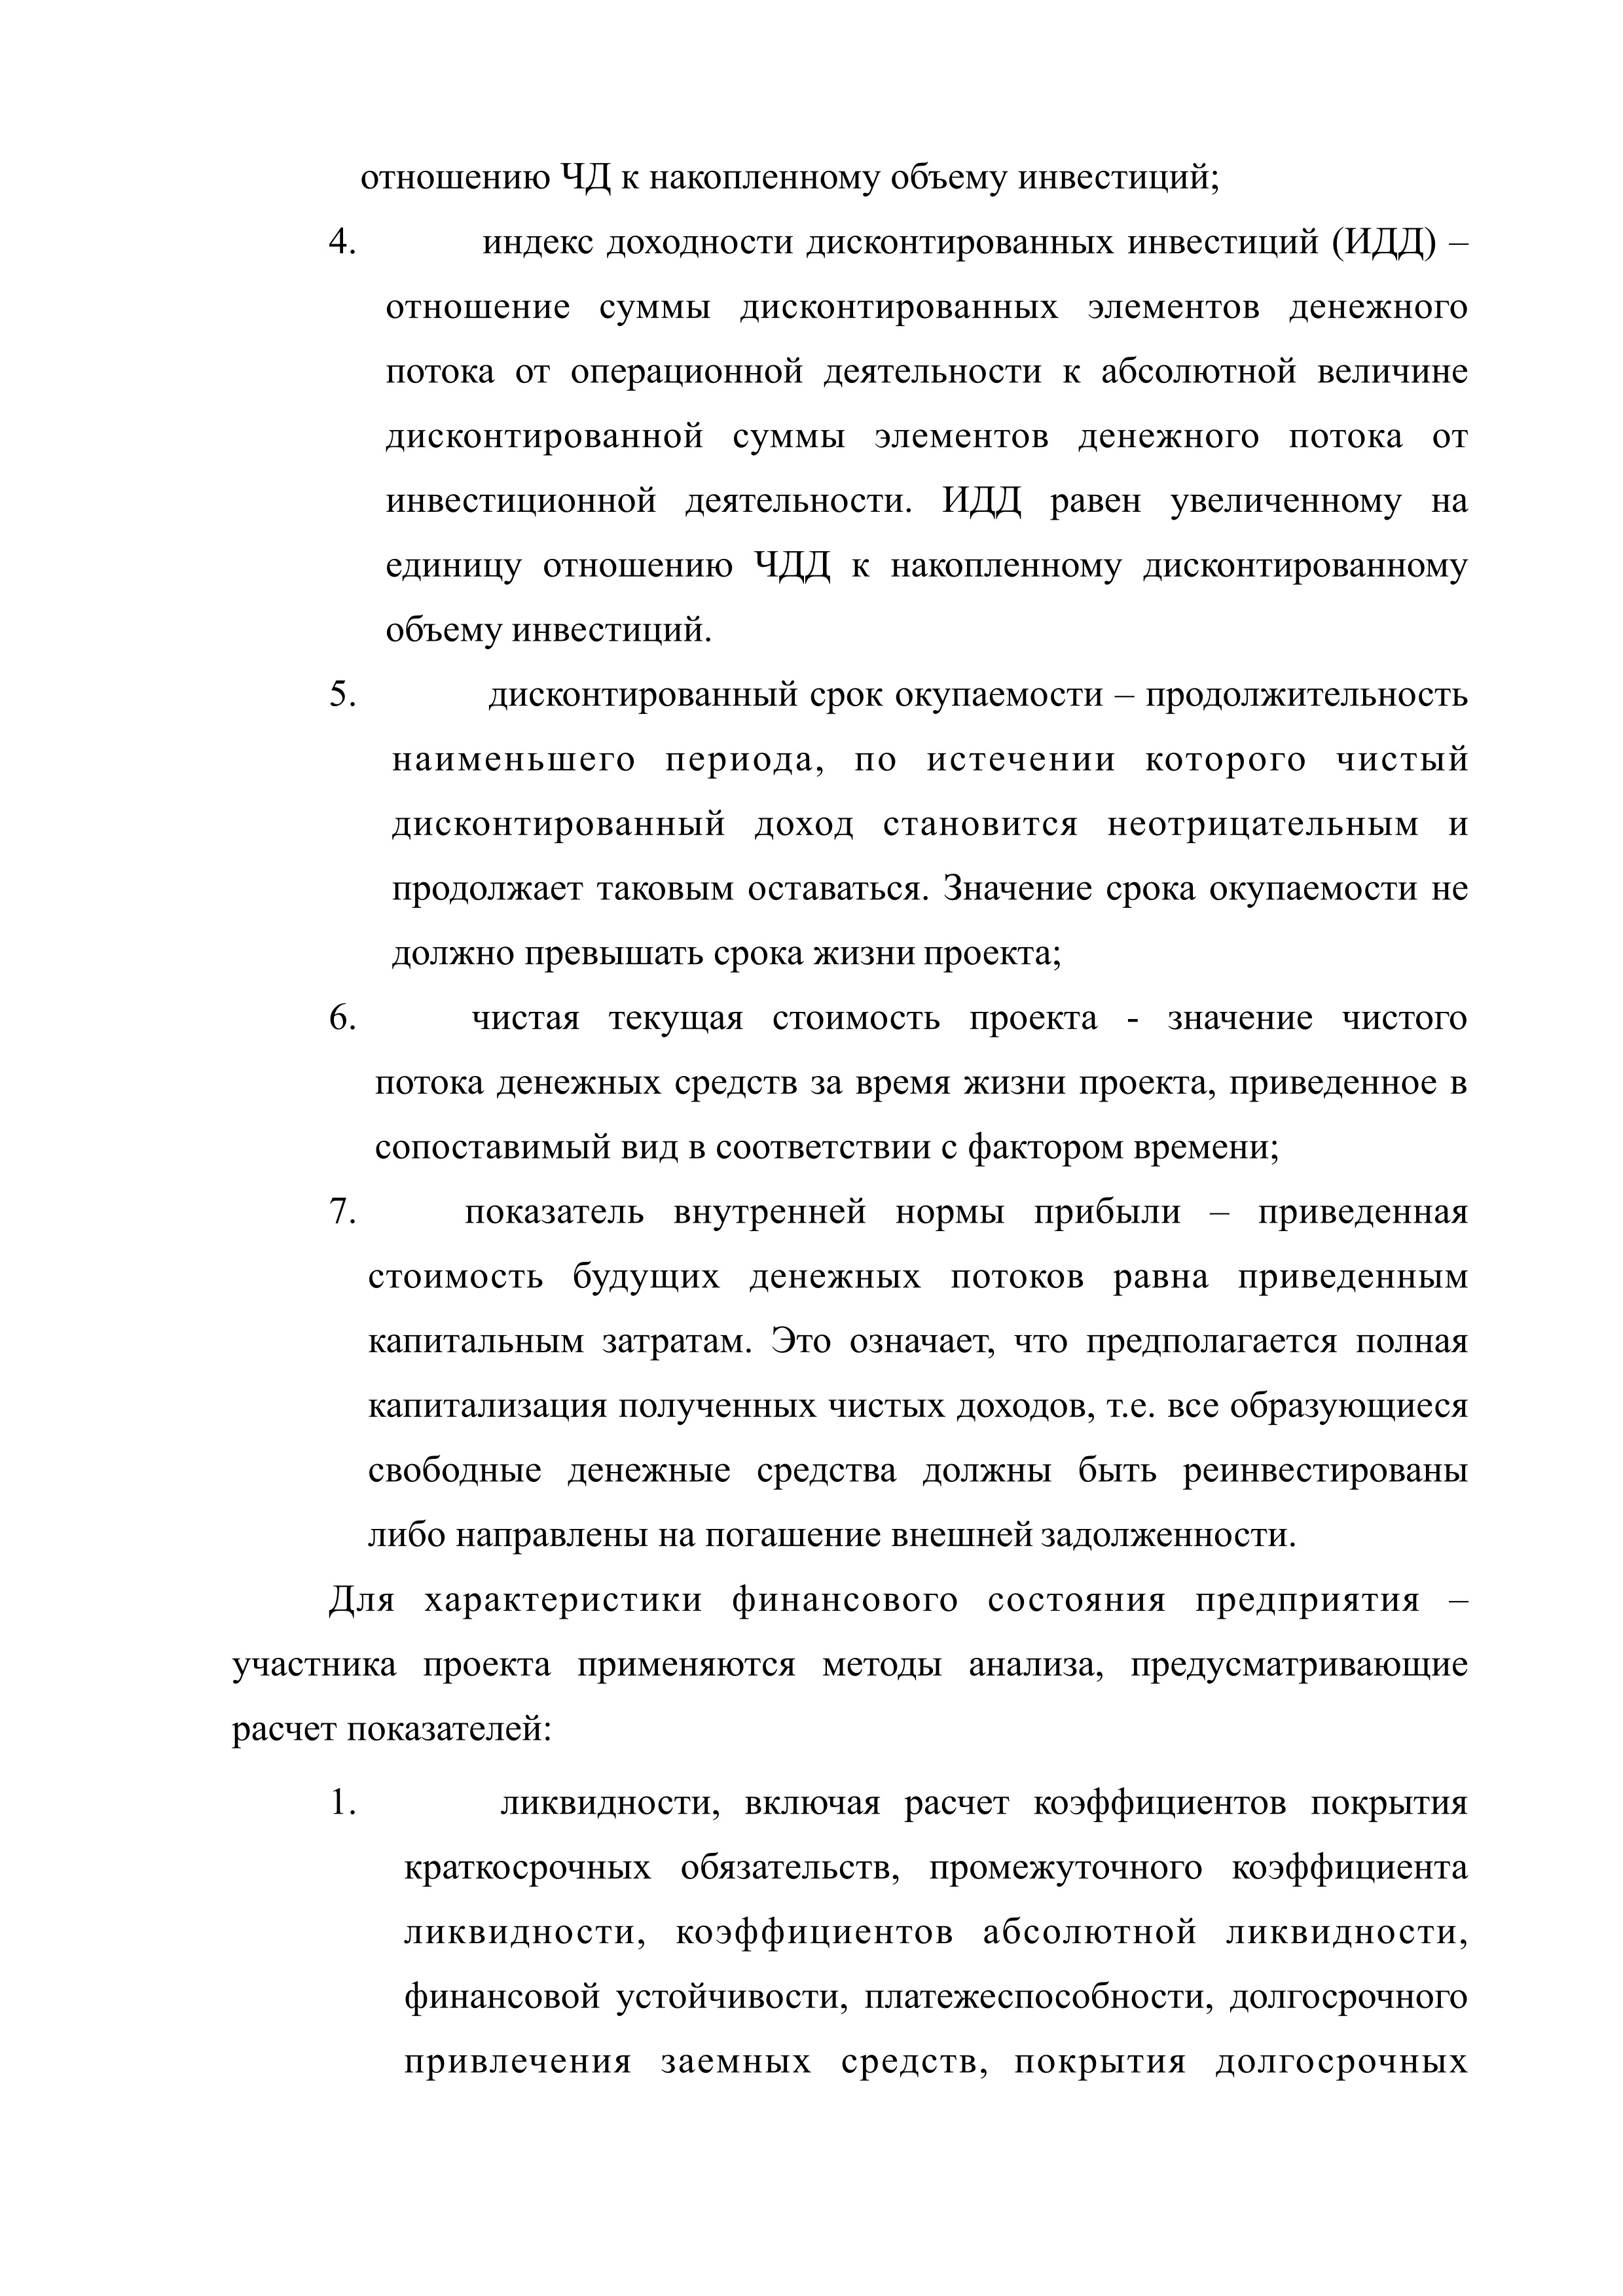 отношению ЧД к накопленному объему инвестиций;
4. индекс доходности дисконтированных инвестиций (ИДД) –
отношение суммы дисконтированных элементов денежного
потока от операционной деятельности к абсолютной величине
дисконтированной суммы элементов денежного потока от
инвестиционной деятельности. ИДД равен увеличенному на
единицу отношению ЧДД к накопленному дисконтированному
объему инвестиций.
5. дисконтированный срок окупаемости – продолжительность
наименьшего периода, по истечении которого чистый
дисконтированный доход становится неотрицательным и
продолжает таковым оставаться. Значение срока окупаемости не
должно превышать срока жизни проекта;
6. чистая текущая стоимость проекта - значение чистого
потока денежных средств за время жизни проекта, приведенное в
сопоставимый вид в соответствии с фактором времени;
7. показатель внутренней нормы прибыли – приведенная
стоимость будущих денежных потоков равна приведенным
капитальным затратам. Это означает, что предполагается полная
капитализация полученных чистых доходов, т.е. все образующиеся
свободные денежные средства должны быть реинвестированы
либо направлены на погашение внешней задолженности.
Для характеристики финансового состояния предприятия –
участника проекта применяются методы анализа, предусматривающие
расчет показателей:
1. ликвидности, включая расчет коэффициентов покрытия
краткосрочных обязательств, промежуточного коэффициента
ликвидности, коэффициентов абсолютной ликвидности,
финансовой устойчивости, платежеспособности, долгосрочного
привлечения заемных средств, покрытия долгосрочных